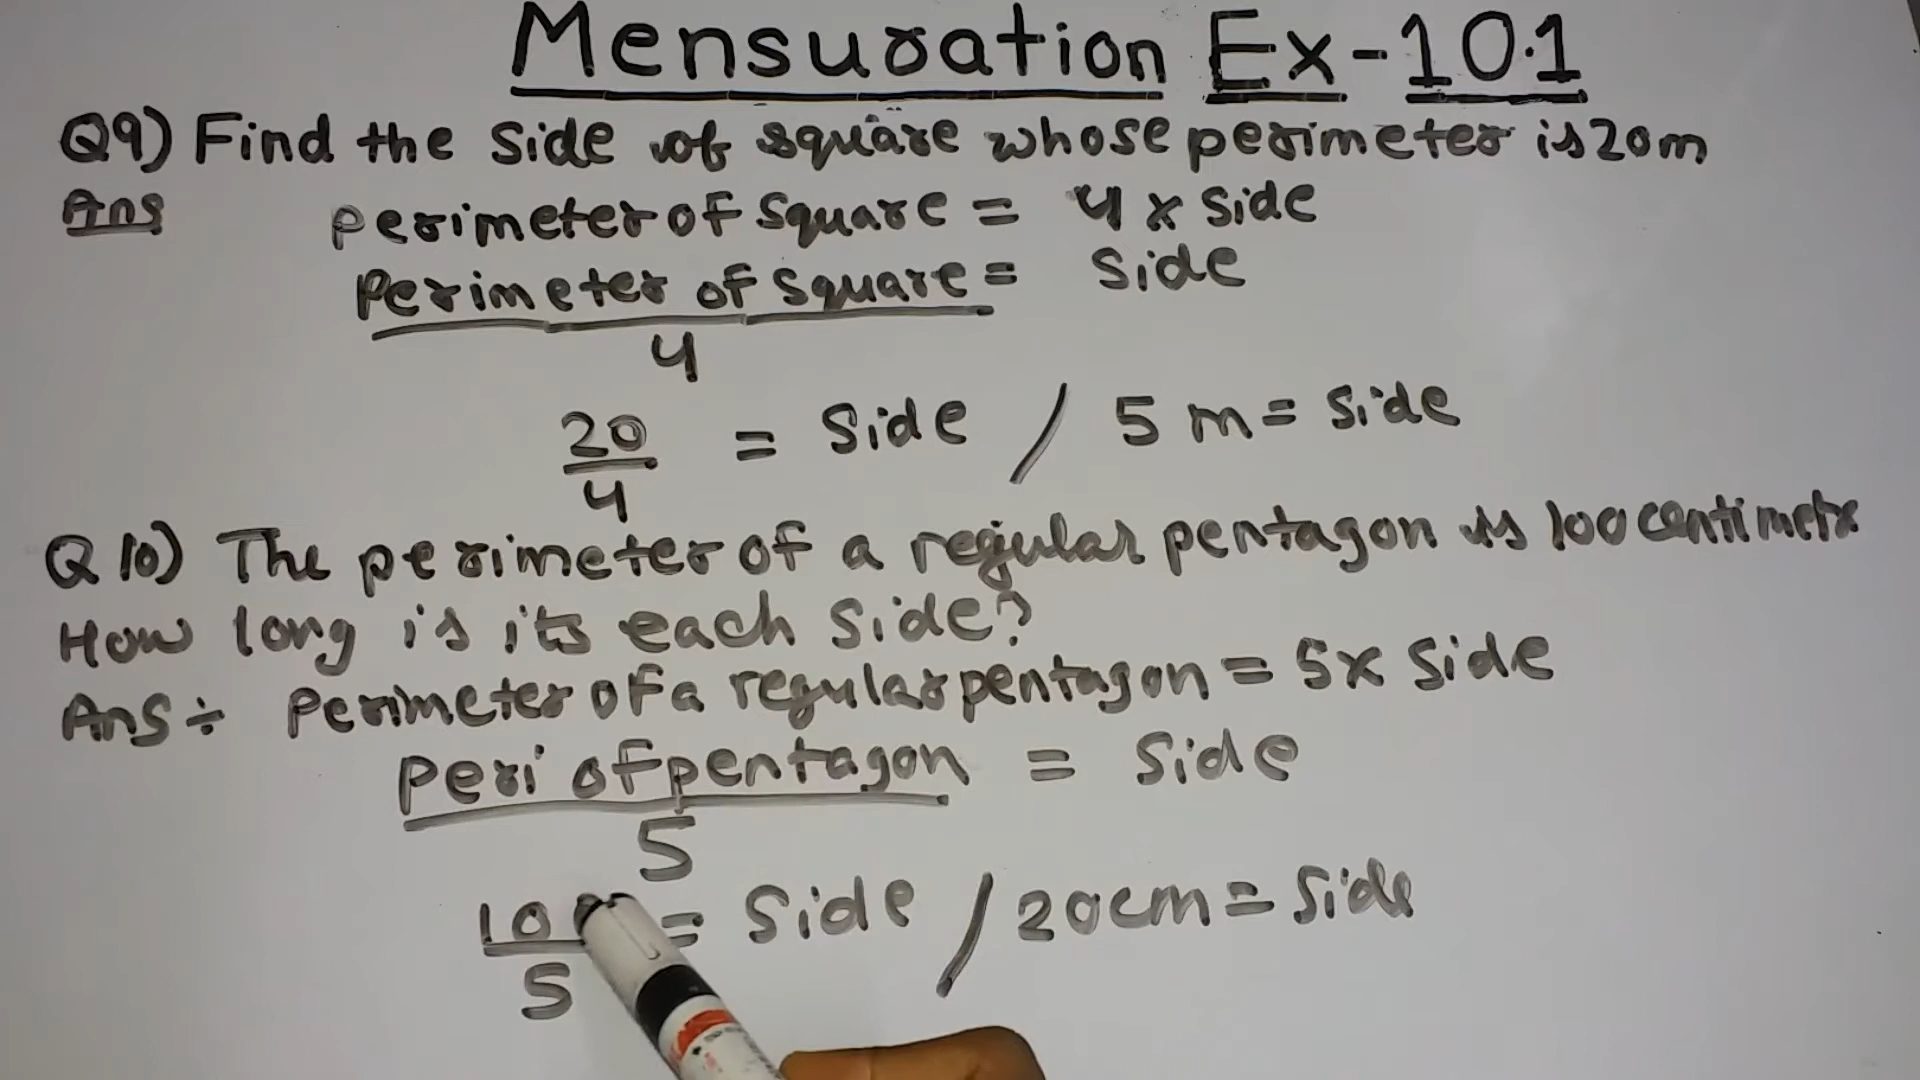 Mensuration Ex-10.1
Q9) Find the side of square whose perimeter is 20m
Ans perimeter of square = 4 x side
Perimeter of square = side
4
20 = side / 5 m = side
4
Q10) The perimeter of a regular pentagon is 100 centimetre
How long is its each side?
Ans ÷ Perimeter of a regular pentagon = 5x side
Peri of pentagon = side
5
100 = side / 20cm = side
5